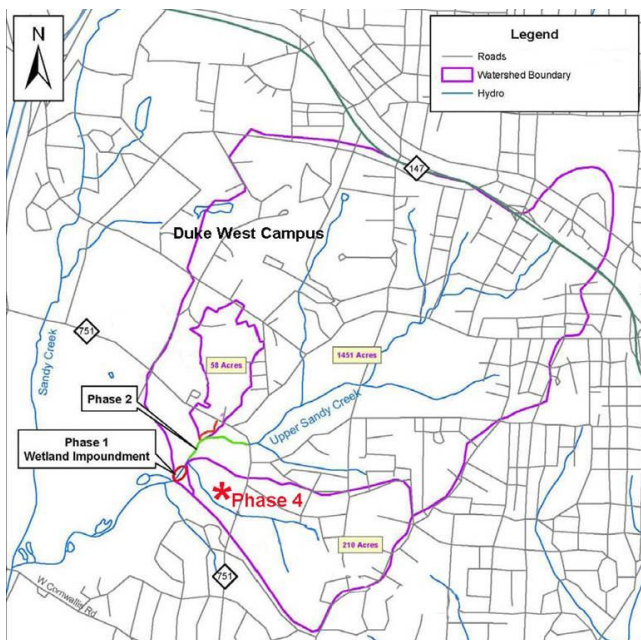 N
Legend
Roads
Watershed Boundary
Hydro
147
Duke West Campus
751
Sandy Creek
58 Acres
1451 Acres
Phase 2
Upper Sandy Creek
Phase 1
Wetland Impoundment
*Phase 4
210 Acres
751
W Cornwallis Rd